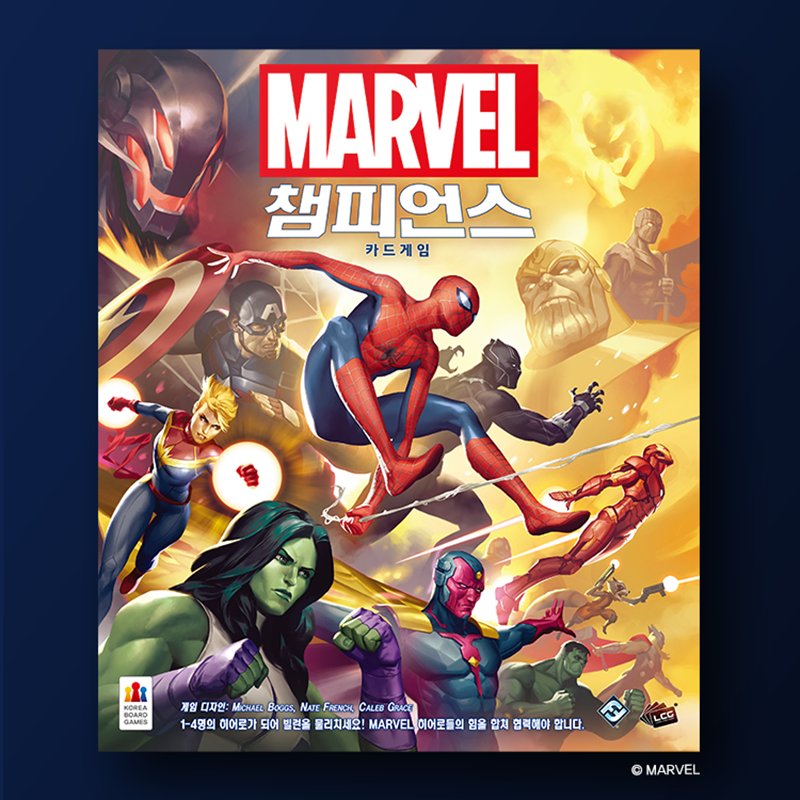 MARVEL
챔피언스
카드게임
A
KOREA
BOARD
GAMES
게임 디자인: MICHAEL BOGGS, NATE FRENCH, CALEB GRACE
1-4명의 히어로가 되어 빌런을 물리치세요! MARVEL 히어로들의 힘을 합쳐 협력해야 합니다.
LCG
© MARVEL